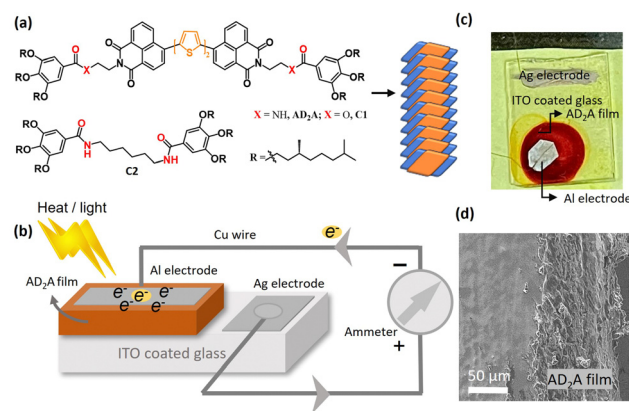 (a)
RO
RO
RO
O
X
N
O
O
S
2
O
O
N
X
O
OR
OR
OR
X = NH, AD₂A; X = O, C1
RO
RO
RO
O
N
H
C2
NH
O
OR
OR
OR
R =
(c)
Ag electrode
ITO coated glass
AD₂A film
Al electrode
(b)
Heat / light
Al electrode
AD₂A film
e⁻ e⁻ e⁻
e⁻ e⁻
Cu wire
e⁻
Ag electrode
Ammeter
−
+
ITO coated glass
(d)
50 µm
AD₂A film